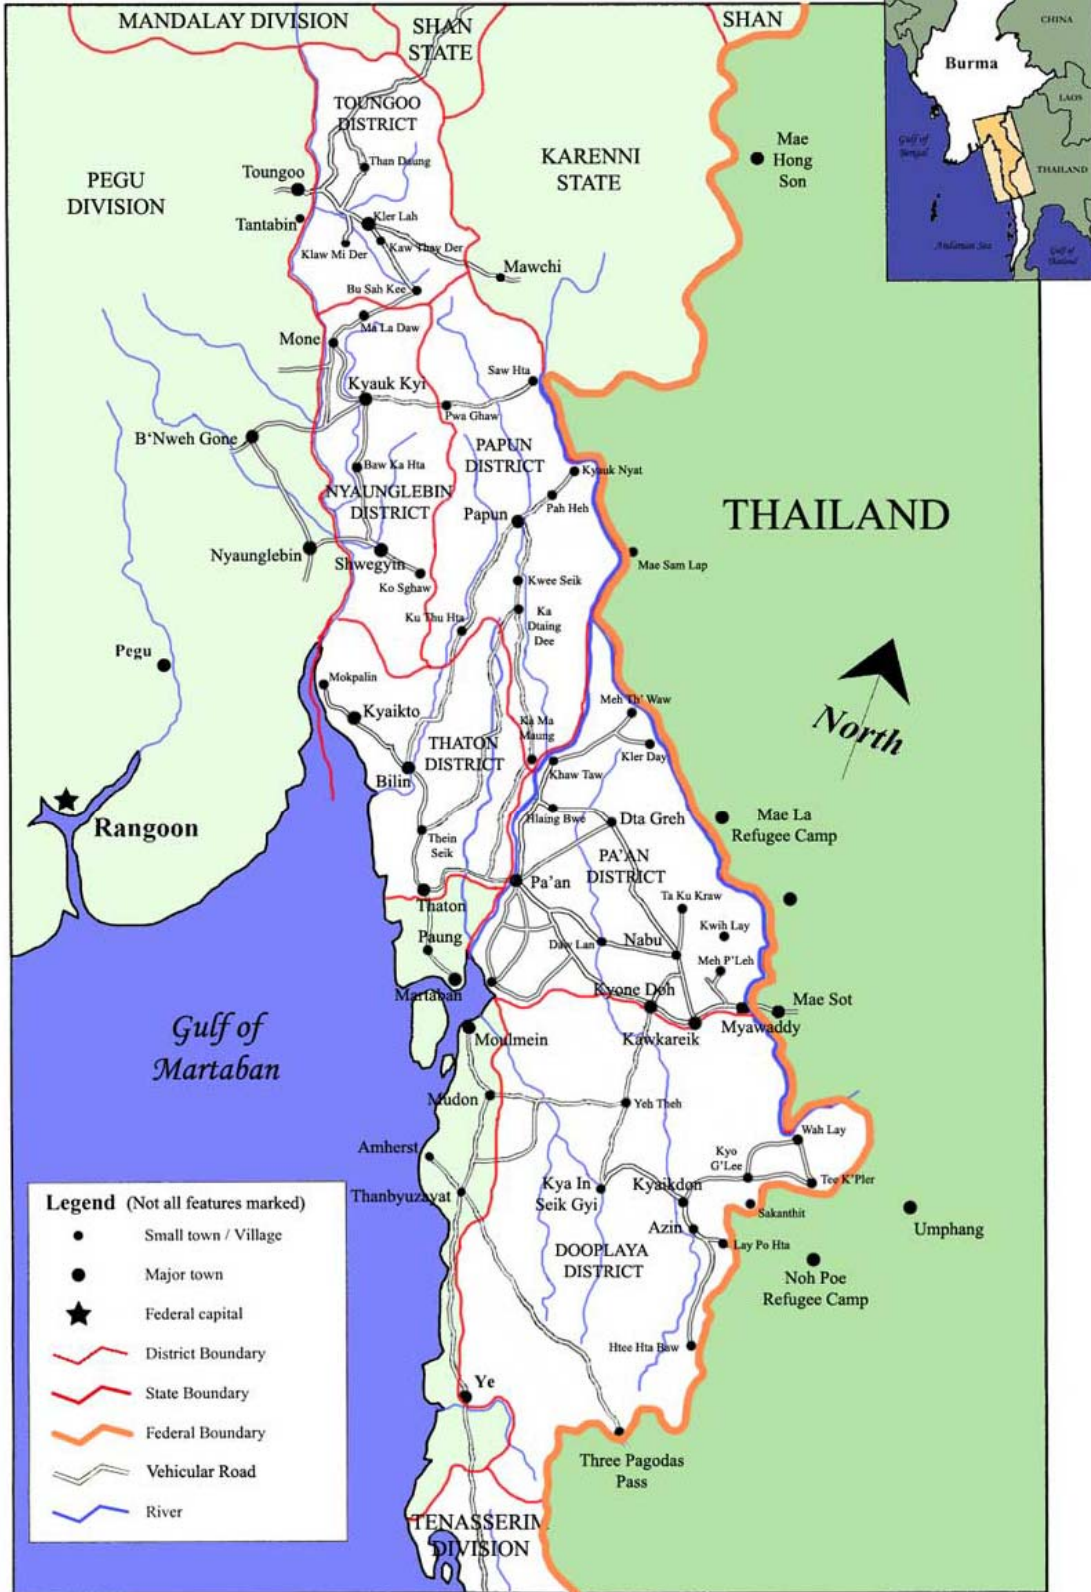 MANDALAY DIVISION
SHAN
STATE
SHAN
CHINA
Burma
LAOS
Gulf of
Bengal
THAILAND
Andaman Sea
Gulf of
Thailand
TOUNGOO
DISTRICT
Mae
Hong
Son
KARENNI
STATE
PEGU
DIVISION
Than Daung
Toungoo
Tantabin
Kler Lah
Klaw Mi Der
Kaw Thay Der
Mawchi
Bu Sah Kee
Ma La Daw
Mone
Saw Hta
Kyauk Kyi
Pwa Ghaw
B'Nweh Gone
PAPUN
DISTRICT
Baw Ka Hta
Kyauk Nyat
NYAUNGLEBIN
DISTRICT
Pah Heh
Papun
THAILAND
Nyaunglebin
Shwegyin
Mae Sam Lap
Ko Sghaw
Kwee Seik
Ku Thu Hta
Ka
Dtaing
Dee
Pegu
Mokpalin
Kyaikto
Meh Th' Waw
North
Ka Ma
Maung
THATON
DISTRICT
Kler Day
Bilin
Khaw Taw
Rangoon
Hlaing Bwe
Dta Greh
Mae La
Refugee Camp
Thein
Seik
PA'AN
DISTRICT
Pa'an
Thaton
Ta Ku Kraw
Paung
Daw Lan
Nabu
Kwih Lay
Meh P'Leh
Martaban
Kyone Doh
Mae Sot
Gulf of
Martaban
Moulmein
Kawkareik
Myawaddy
Mudon
Yeh Theh
Amherst
Wah Lay
Kyo
G'Lee
Thanbyuzayat
Kya In
Seik Gyi
Kyaikdon
Tee K'Pler
Sakanthit
Umphang
Azin
Lay Po Hta
DOOPLAYA
DISTRICT
Noh Poe
Refugee Camp
Htee Hta Baw
Ye
Three Pagodas
Pass
TENASSERIM
DIVISION
Legend (Not all features marked)
Small town / Village
Major town
Federal capital
District Boundary
State Boundary
Federal Boundary
Vehicular Road
River